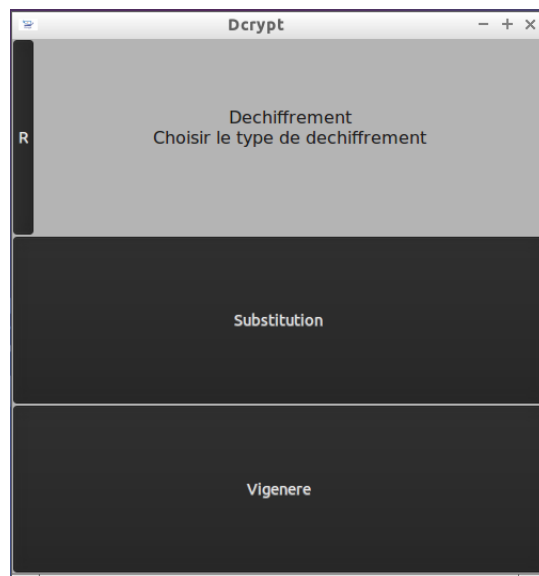 Dcrypt
R
Dechiffrement
Choisir le type de dechiffrement
Substitution
Vigenere